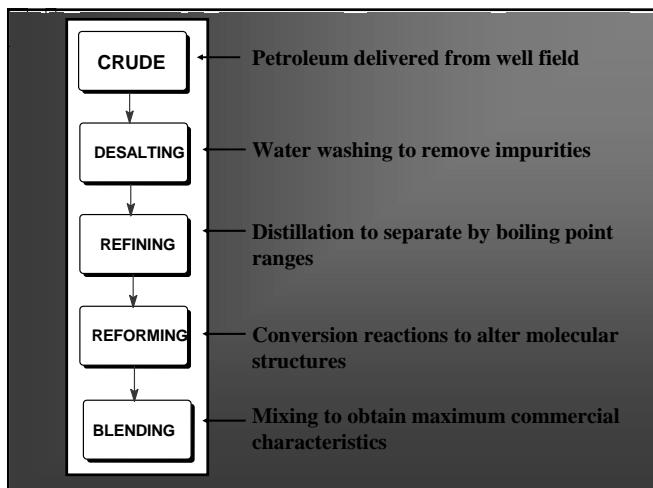 CRUDE
Petroleum delivered from well field
DESALTING
Water washing to remove impurities
REFINING
Distillation to separate by boiling point
ranges
REFORMING
Conversion reactions to alter molecular
structures
BLENDING
Mixing to obtain maximum commercial
characteristics